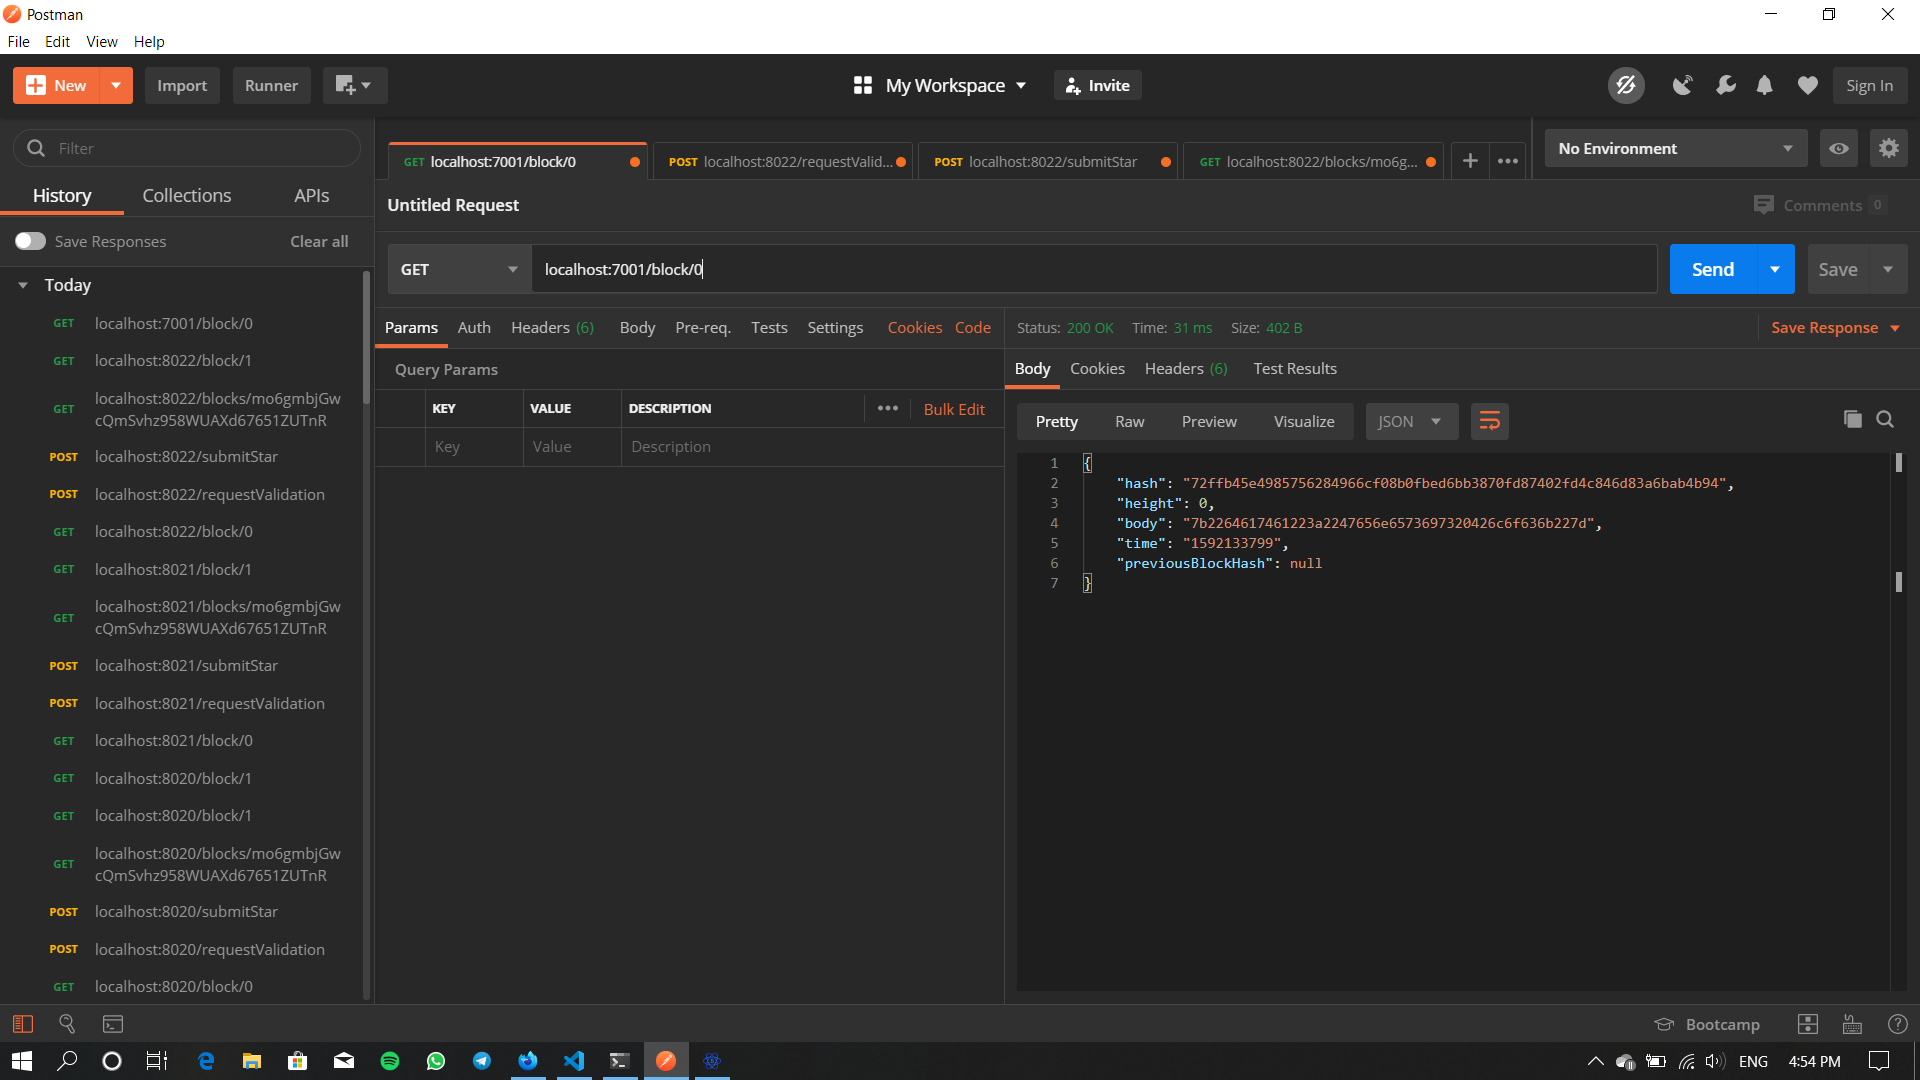 Postman
File Edit View Help
New Import Runner My Workspace Invite Sign In
Filter
History Collections APIs
Save Responses Clear all
Today
GET localhost:7001/block/0
GET localhost:8022/block/1
GET localhost:8022/blocks/mo6gmbjGw
cQmSvhz958WUAXd67651ZUTnR
POST localhost:8022/submitStar
POST localhost:8022/requestValidation
GET localhost:8022/block/0
GET localhost:8021/block/1
GET localhost:8021/blocks/mo6gmbjGw
cQmSvhz958WUAXd67651ZUTnR
POST localhost:8021/submitStar
POST localhost:8021/requestValidation
GET localhost:8021/block/0
GET localhost:8020/block/1
GET localhost:8020/block/1
GET localhost:8020/blocks/mo6gmbjGw
cQmSvhz958WUAXd67651ZUTnR
POST localhost:8020/submitStar
POST localhost:8020/requestValidation
GET localhost:8020/block/0
GET localhost:7001/block/0 POST localhost:8022/requestValid... POST localhost:8022/submitStar GET localhost:8022/blocks/mo6g... No Environment
Untitled Request Comments 0
GET localhost:7001/block/0 Send Save
Params Auth Headers (6) Body Pre-req. Tests Settings Cookies Code
Query Params
KEY VALUE DESCRIPTION Bulk Edit
Key Value Description
Status: 200 OK Time: 31 ms Size: 402 B Save Response
Body Cookies Headers (6) Test Results
Pretty Raw Preview Visualize JSON
1 {
2 "hash": "72ffb45e4985756284966cf08b0fbed6bb3870fd87402fd4c846d83a6bab4b94",
3 "height": 0,
4 "body": "7b2264617461223a2247656e6573697320426c6f636b227d",
5 "time": "1592133799",
6 "previousBlockHash": null
7 }
Bootcamp
ENG 4:54 PM